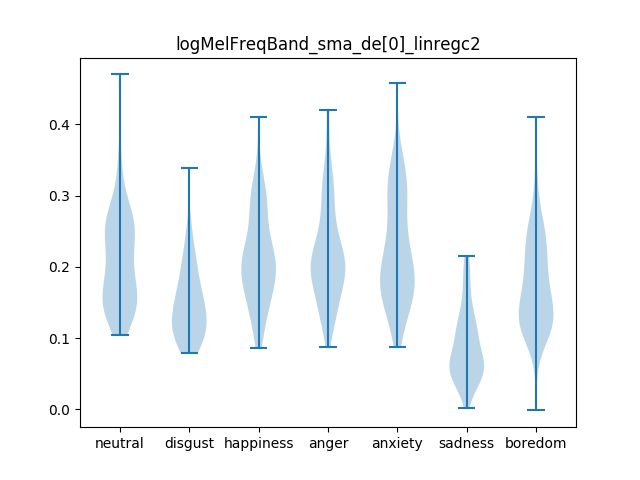 logMelFreqBand_sma_de[0]_linregc2
0.4
0.3
0.2
0.1
0.0
neutral disgust happiness anger anxiety sadness boredom